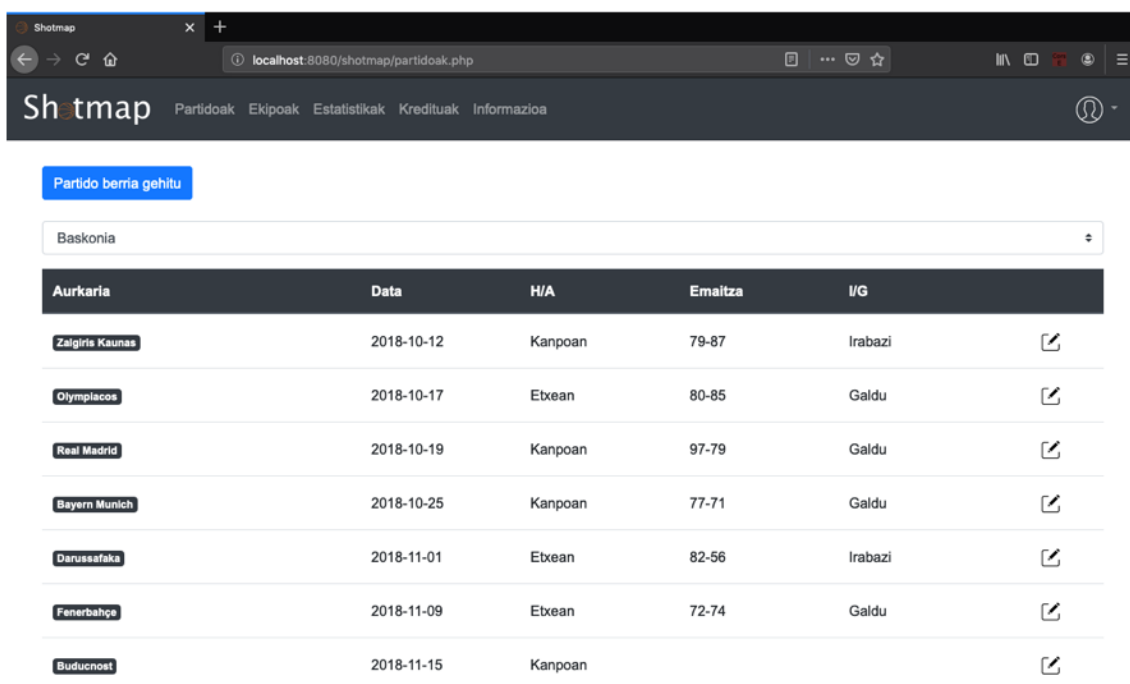 Shotmap
localhost:8080/shotmap/partidoak.php
Shotmap Partidoak Ekipoak Estatistikak Kredituak Informazioa
Partido berria gehitu
Baskonia
Aurkaria Data H/A Emaitza I/G
Zalgiris Kaunas 2018-10-12 Kanpoan 79-87 Irabazi
Olympiacos 2018-10-17 Etxean 80-85 Galdu
Real Madrid 2018-10-19 Kanpoan 97-79 Galdu
Bayern Munich 2018-10-25 Kanpoan 77-71 Galdu
Darussafaka 2018-11-01 Etxean 82-56 Irabazi
Fenerbahçe 2018-11-09 Etxean 72-74 Galdu
Buducnost 2018-11-15 Kanpoan